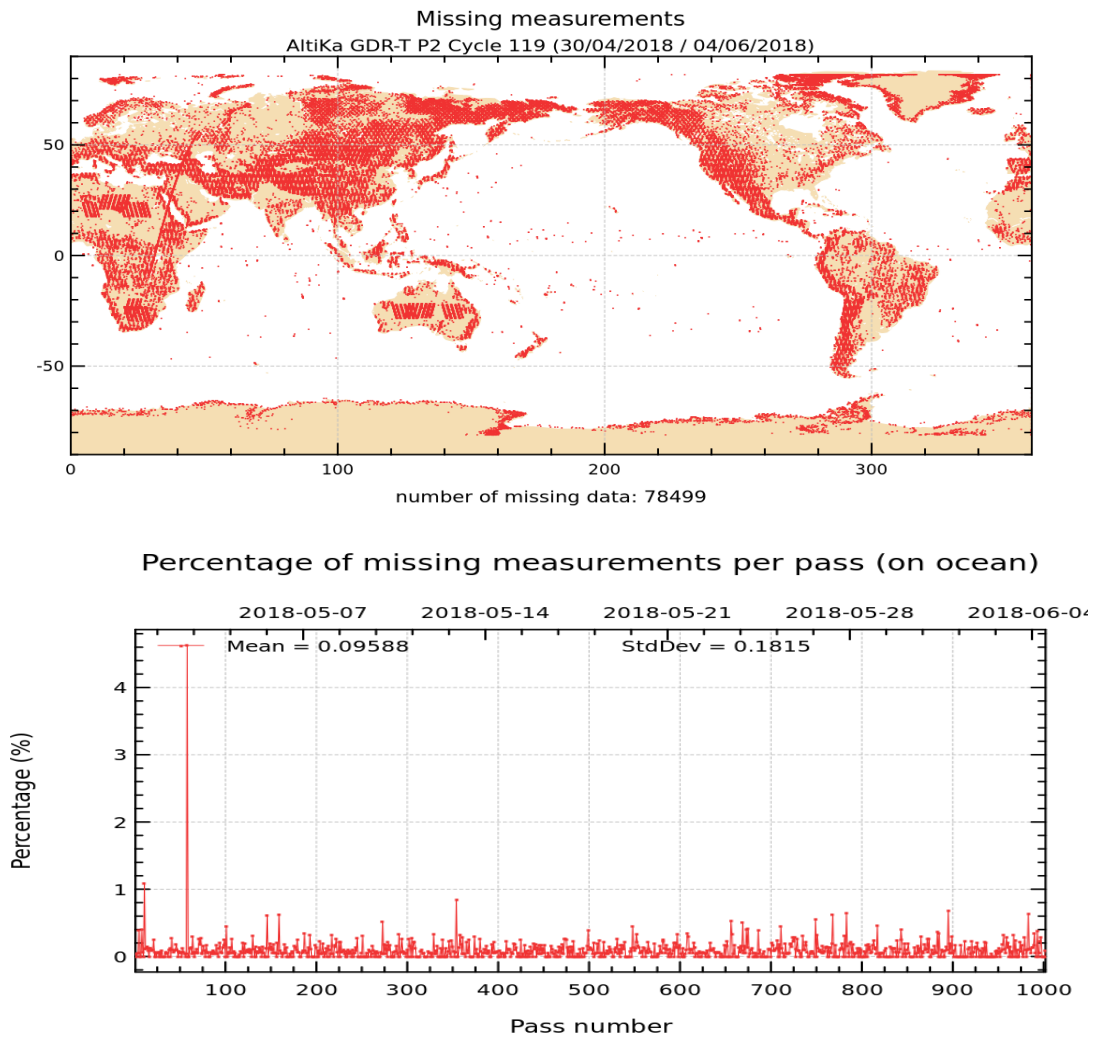 Missing measurements
AltiKa GDR-T P2 Cycle 119 (30/04/2018 / 04/06/2018)
50
0
-50
0 100 200 300
number of missing data: 78499
Percentage of missing measurements per pass (on ocean)
2018-05-07 2018-05-14 2018-05-21 2018-05-28 2018-06-04
Mean = 0.09588 StdDev = 0.1815
4
3
2
1
0
Percentage (%)
100 200 300 400 500 600 700 800 900 1000
Pass number